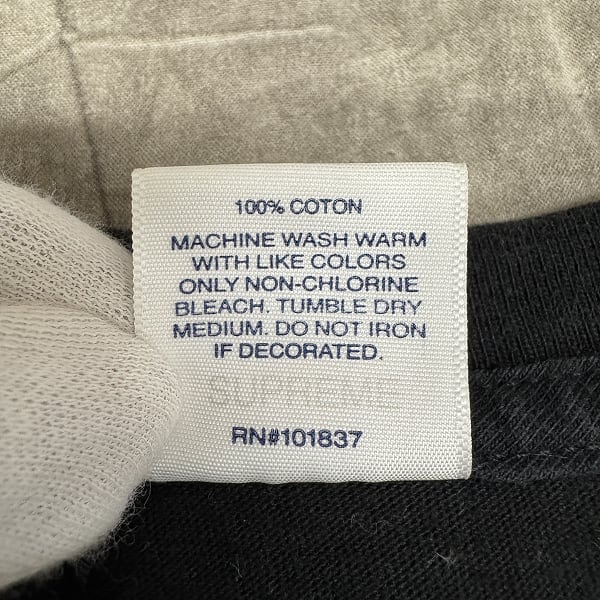 100% COTON
MACHINE WASH WARM
WITH LIKE COLORS
ONLY NON-CHLORINE
BLEACH. TUMBLE DRY
MEDIUM. DO NOT IRON
IF DECORATED.
SUPREME
RN#101837